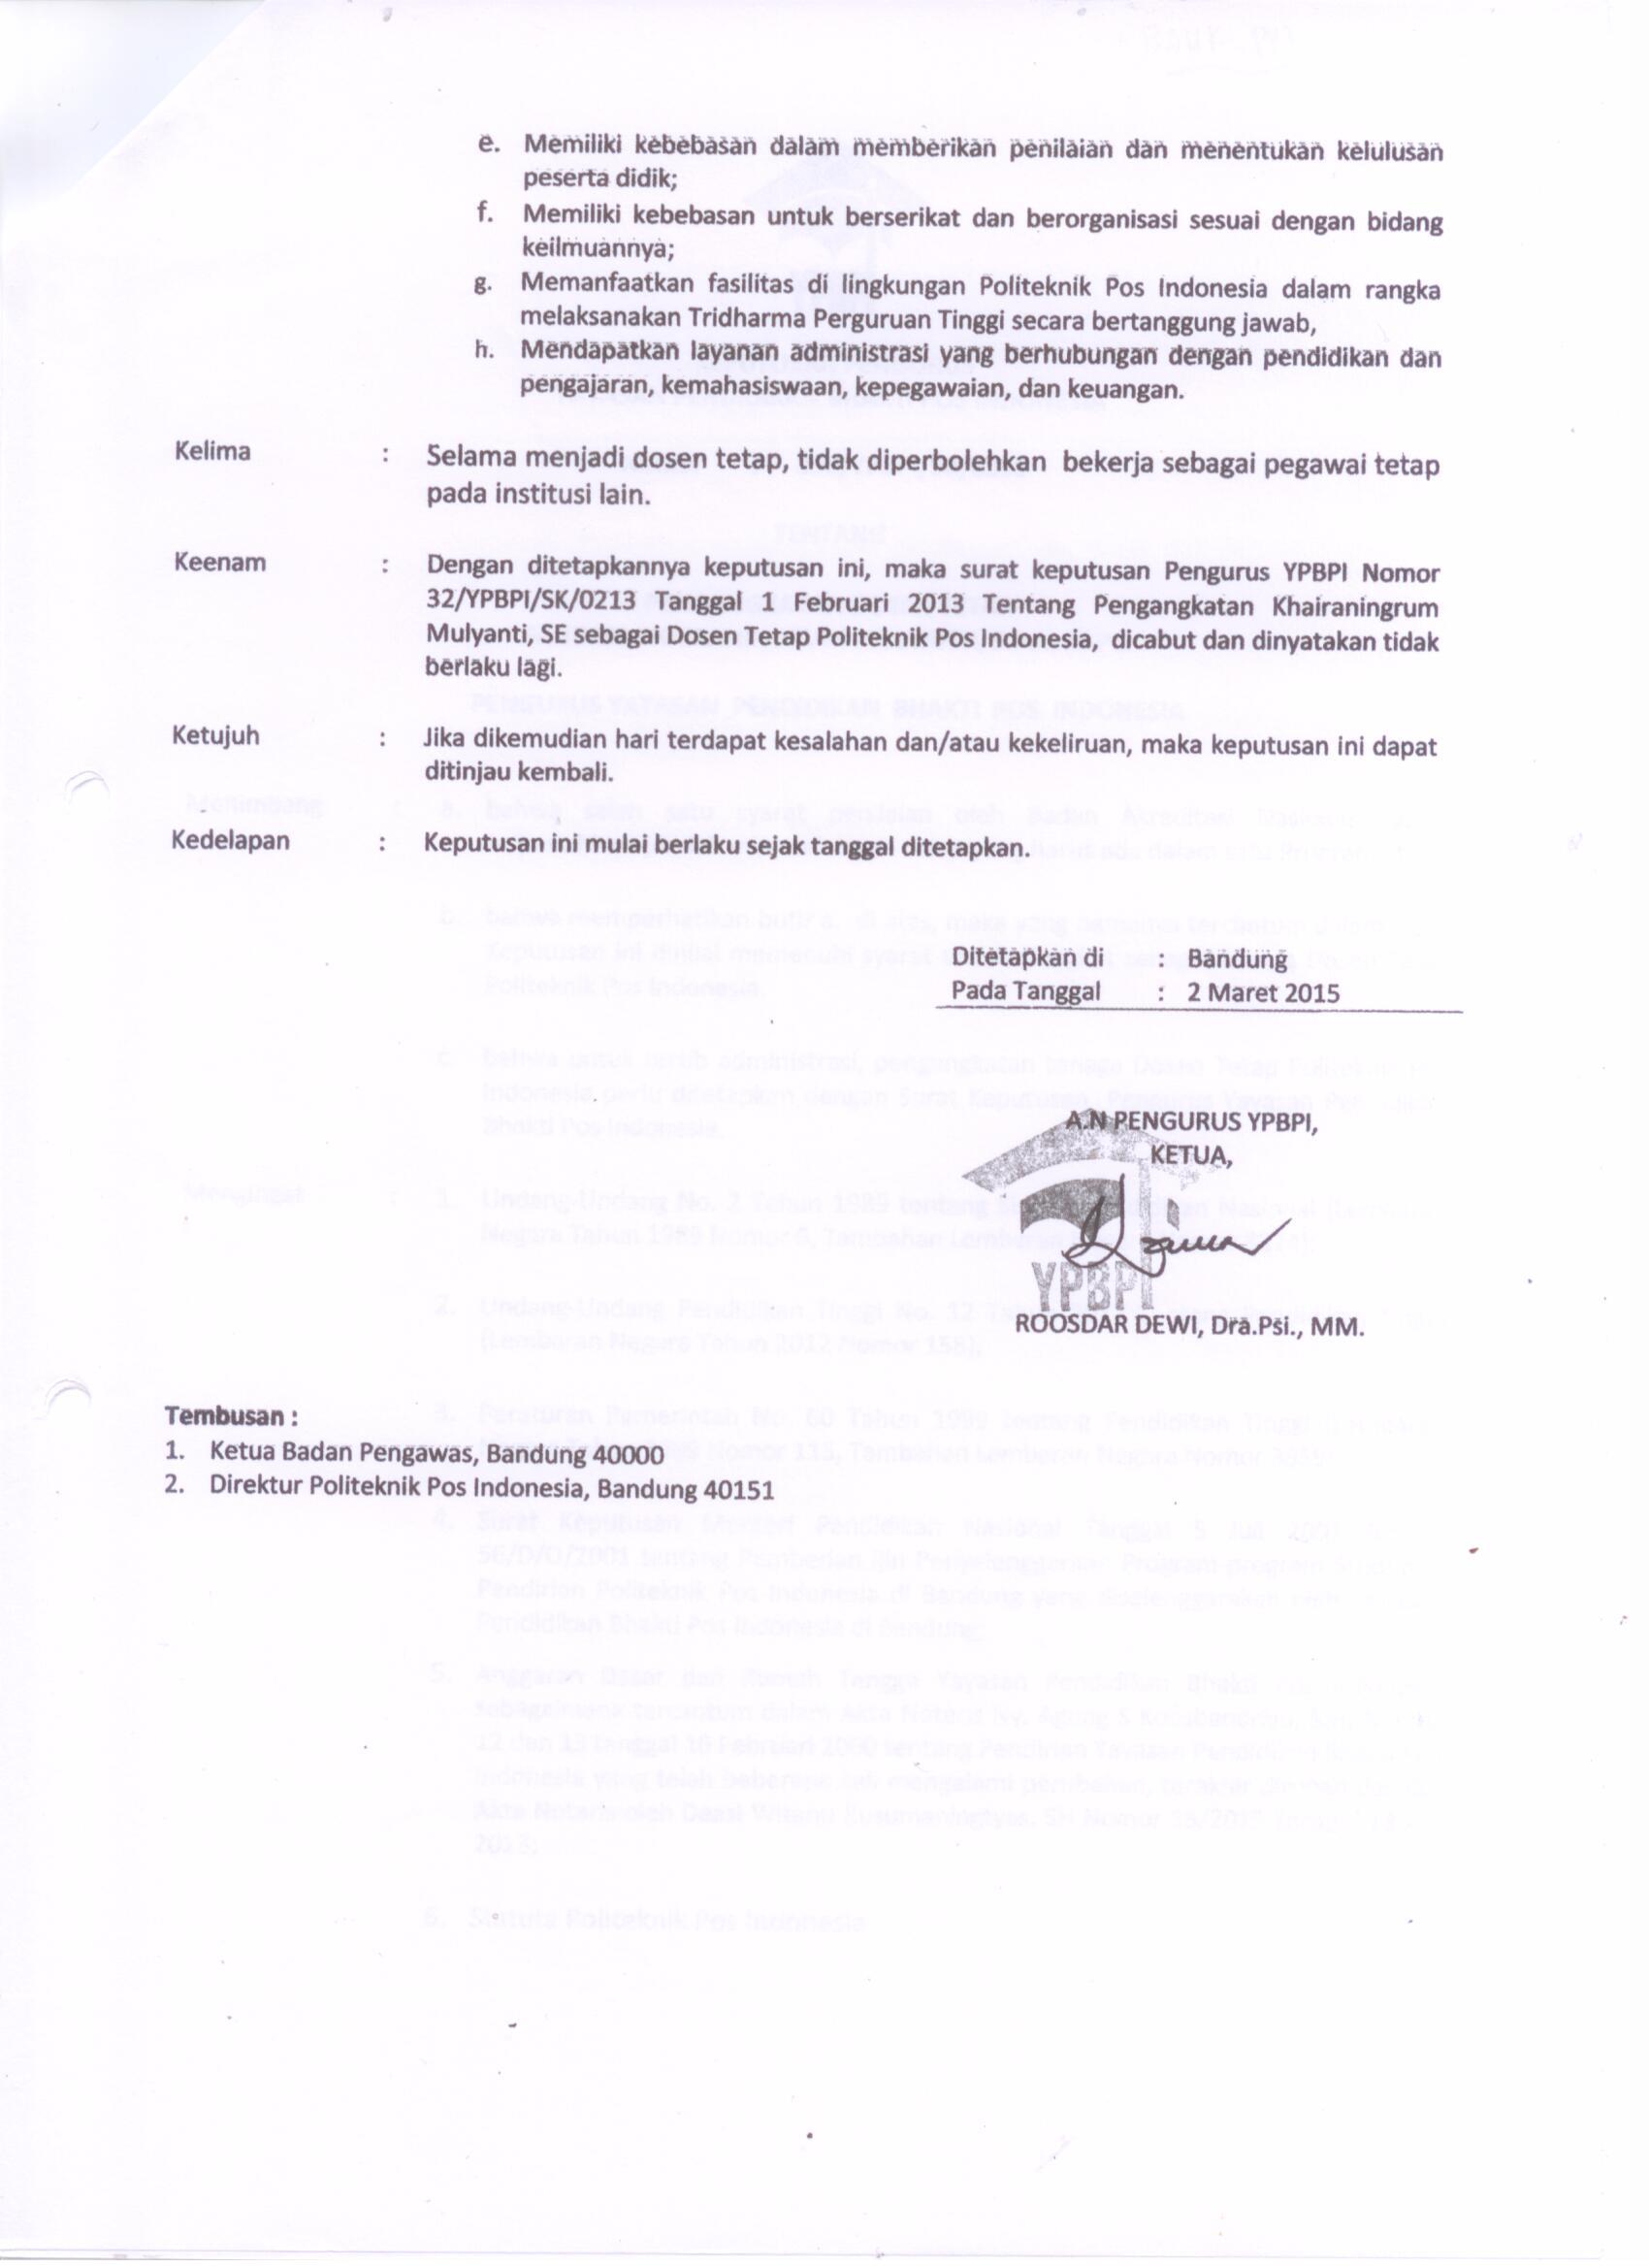 e. Memiliki kebebasan dalam memberikan penilaian dan menentukan kelulusan
peserta didik;
f. Memiliki kebebasan untuk berserikat dan berorganisasi sesuai dengan bidang
keilmuannya;
g. Memanfaatkan fasilitas di lingkungan Politeknik Pos Indonesia dalam rangka
melaksanakan Tridharma Perguruan Tinggi secara bertanggung jawab,
h. Mendapatkan layanan administrasi yang berhubungan dengan pendidikan dan
pengajaran, kemahasiswaan, kepegawaian, dan keuangan.
Kelima : Selama menjadi dosen tetap, tidak diperbolehkan bekerja sebagai pegawai tetap
pada institusi lain.
Keenam : Dengan ditetapkannya keputusan ini, maka surat keputusan Pengurus YPBPI Nomor
32/YPBPI/SK/0213 Tanggal 1 Februari 2013 Tentang Pengangkatan Khairaningrum
Mulyanti, SE sebagai Dosen Tetap Politeknik Pos Indonesia, dicabut dan dinyatakan tidak
berlaku lagi.
Ketujuh : Jika dikemudian hari terdapat kesalahan dan/atau kekeliruan, maka keputusan ini dapat
ditinjau kembali.
Kedelapan : Keputusan ini mulai berlaku sejak tanggal ditetapkan.
Ditetapkan di : Bandung
Pada Tanggal : 2 Maret 2015
A.N PENGURUS YPBPI,
KETUA,
YPBPI
ROOSDAR DEWI, Dra.Psi., MM.
Tembusan :
1. Ketua Badan Pengawas, Bandung 40000
2. Direktur Politeknik Pos Indonesia, Bandung 40151